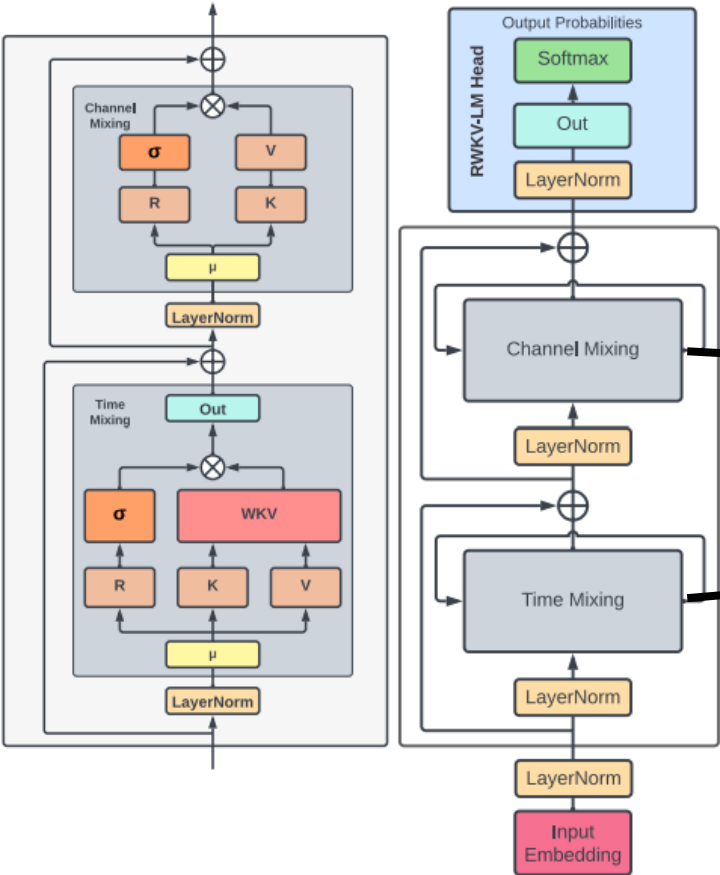 Channel
Mixing
σ
V
R
K
μ
LayerNorm
Time
Mixing
Out
σ
WKV
R
K
V
μ
LayerNorm
Output Probabilities
RWKV-LM Head
Softmax
Out
LayerNorm
Channel Mixing
LayerNorm
Time Mixing
LayerNorm
LayerNorm
Input
Embedding